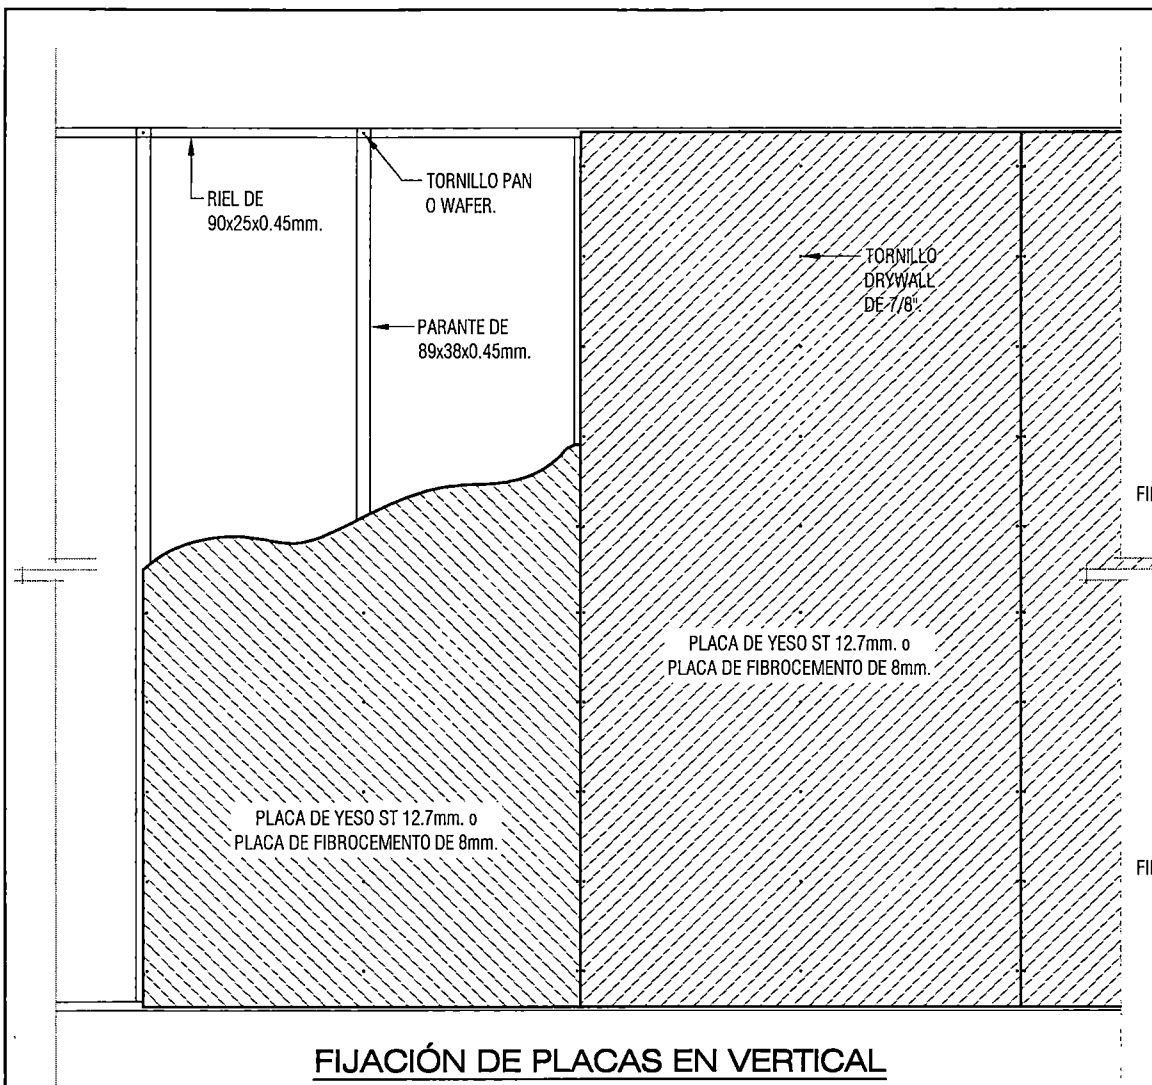 RIEL DE
90x25x0.45mm.
TORNILLO PAN
O WAFER.
PARANTE DE
89x38x0.45mm.
TORNILLO
DRYWALL
DE 7/8".
PLACA DE YESO ST 12.7mm. o
PLACA DE FIBROCEMENTO DE 8mm.
PLACA DE YESO ST 12.7mm. o
PLACA DE FIBROCEMENTO DE 8mm.
FIJACIÓN DE PLACAS EN VERTICAL